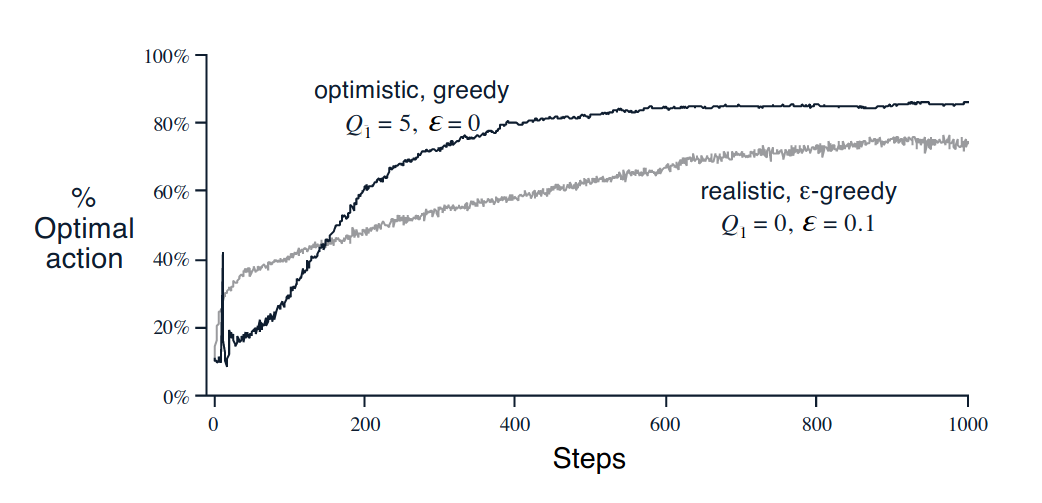 100%
80%
60%
40%
20%
0%
%
Optimal
action
optimistic, greedy
Q₁ = 5, ε = 0
realistic, ε-greedy
Q₁ = 0, ε = 0.1
0
200
400
600
800
1000
Steps